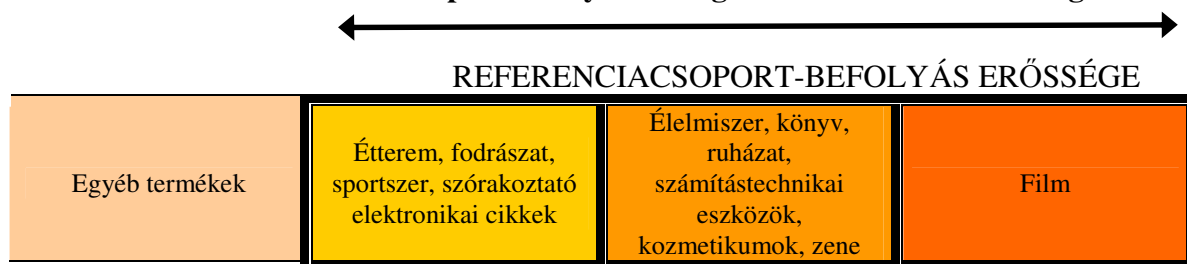 REFERENCIACSOPORT-BEFOLYÁS ERŐSSÉGE
Egyéb termékek
Étterem, fodrászat,
sportszer, szórakoztató
elektronikai cikkek
Élelmiszer, könyv,
ruházat,
számítástechnikai
eszközök,
kozmetikumok, zene
Film